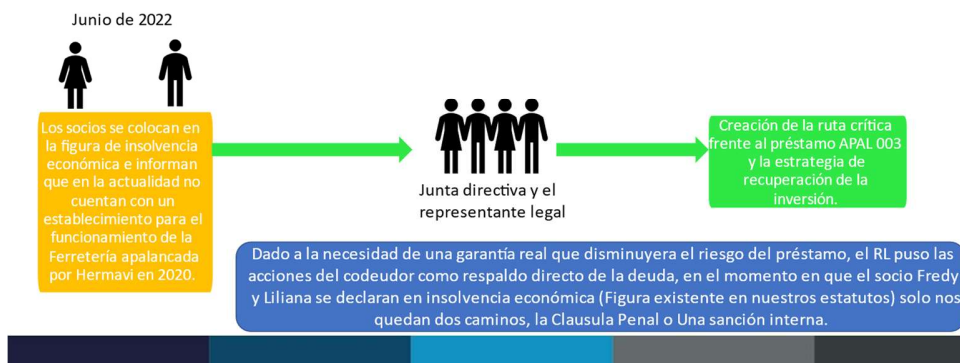 Junio de 2022
Los socios se colocan en
la figura de insolvencia
económica e informan
que en la actualidad no
cuentan con un
establecimiento para el
funcionamiento de la
Ferretería apalancada
por Hermavi en 2020.
Junta directiva y el
representante legal
Creación de la ruta crítica
frente al préstamo APAL 003
y la estrategia de
recuperación de la
inversión.
Dado a la necesidad de una garantía real que disminuyera el riesgo del préstamo, el RL puso las
acciones del codeudor como respaldo directo de la deuda, en el momento en que el socio Fredy
y Liliana se declaran en insolvencia económica (Figura existente en nuestros estatutos) solo nos
quedan dos caminos, la Clausula Penal o Una sanción interna.